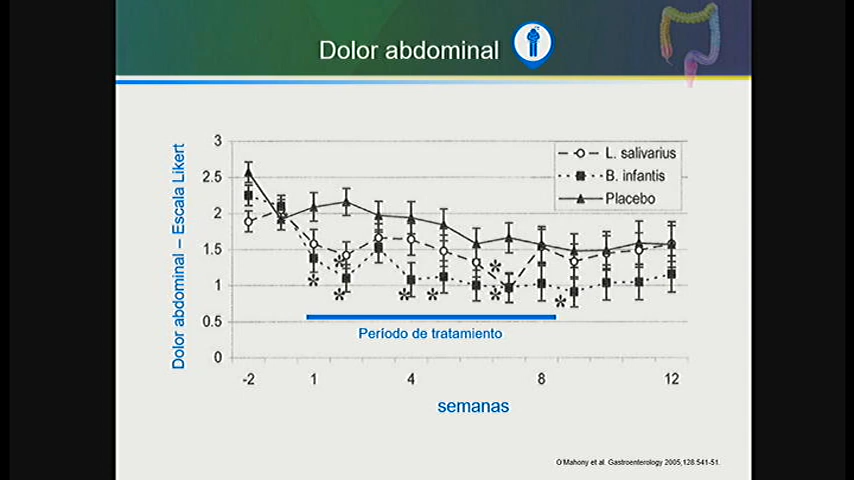 Dolor abdominal
Dolor abdominal – Escala Likert
3
2.5
2
1.5
1
0.5
0
L. salivarius
B. infantis
Placebo
* * * * * * * * *
Período de tratamiento
-2 1 4 8 12
semanas
O'Mahony et al. Gastroenterology 2005;128:541-51.